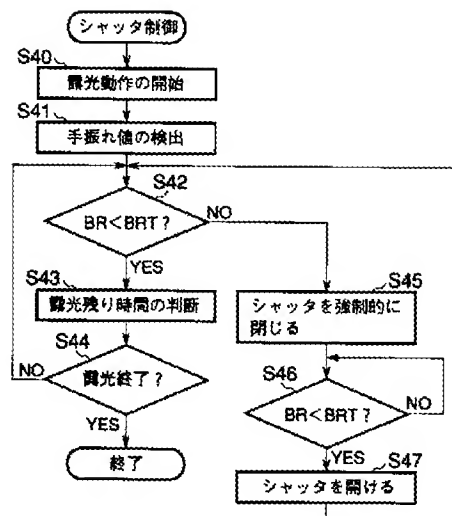 シャッタ制御
S40
露光動作の開始
S41
手振れ値の検出
S42
BR<BRT?
NO
YES
S43
露光残り時間の判断
S44
露光終了?
NO
YES
終了
S45
シャッタを強制的に
閉じる
S46
BR<BRT?
NO
YES
S47
シャッタを開ける